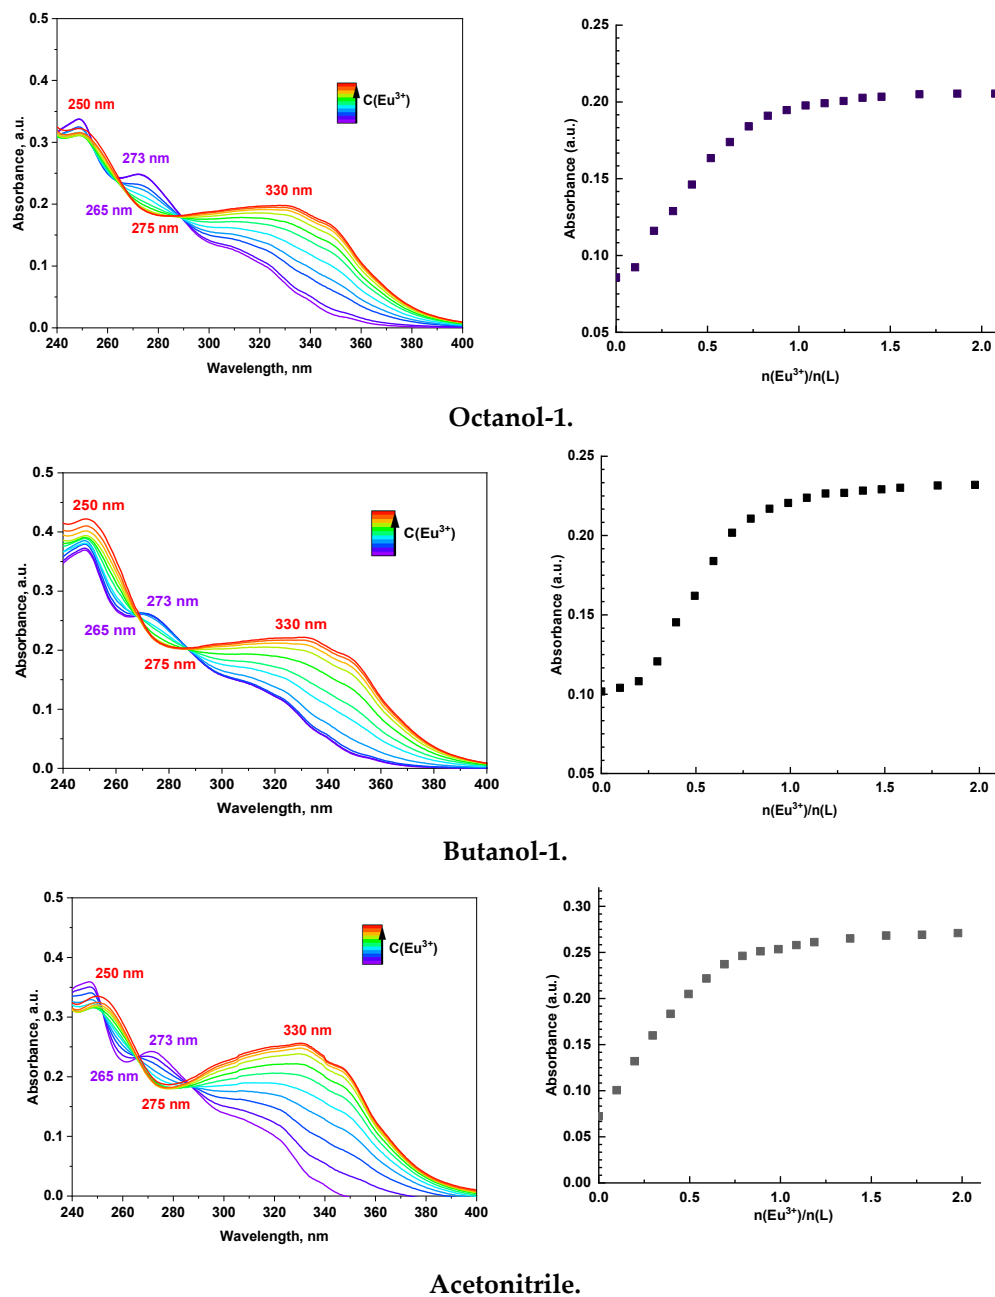 0.5
0.4
0.3
0.2
0.1
0.0
240 260 280 300 320 340 360 380 400
Absorbance, a.u.
Wavelength, nm
250 nm
273 nm
265 nm
275 nm
330 nm
C(Eu³⁺)
0.25
0.20
0.15
0.10
0.05
0.0 0.5 1.0 1.5 2.0
Absorbance (a.u.)
n(Eu³⁺)/n(L)
Octanol-1.
0.5
0.4
0.3
0.2
0.1
0.0
240 260 280 300 320 340 360 380 400
Absorbance, a.u.
Wavelength, nm
250 nm
273 nm
265 nm
275 nm
330 nm
C(Eu³⁺)
0.25
0.20
0.15
0.10
0.05
0.0 0.5 1.0 1.5 2.0
Absorbance (a.u.)
n(Eu³⁺)/n(L)
Butanol-1.
0.5
0.4
0.3
0.2
0.1
0.0
240 260 280 300 320 340 360 380 400
Absorbance, a.u.
Wavelength, nm
250 nm
273 nm
265 nm
275 nm
330 nm
C(Eu³⁺)
0.30
0.25
0.20
0.15
0.10
0.05
0.00
0.0 0.5 1.0 1.5 2.0
Absorbance (a.u.)
n(Eu³⁺)/n(L)
Acetonitrile.